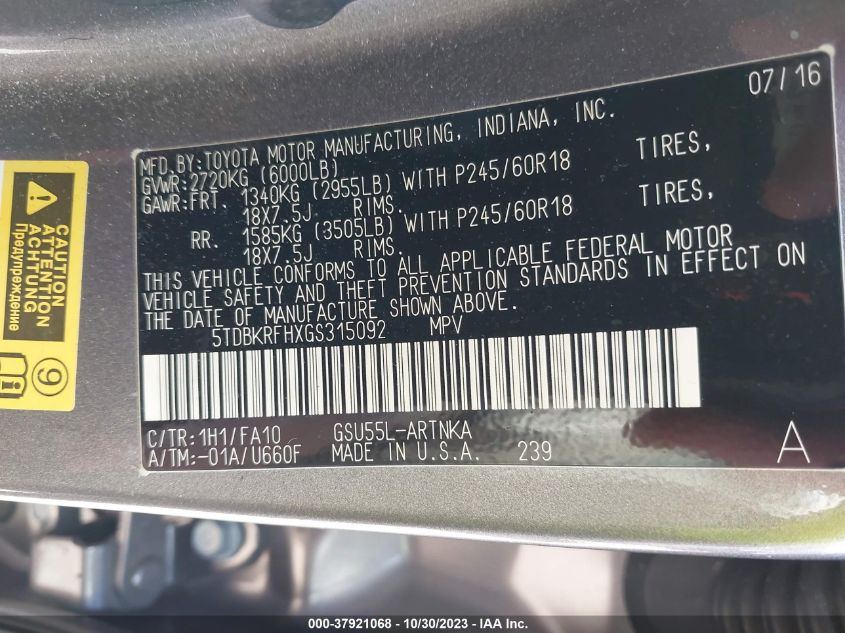 07/16
MFD.BY:TOYOTA MOTOR MANUFACTURING, INDIANA, INC.
GVWR:2720KG (6000LB)
GAWR:FRT. 1340KG (2955LB) WITH P245/60R18 TIRES,
18X7.5J RIMS.
RR. 1585KG (3505LB) WITH P245/60R18 TIRES,
18X7.5J RIMS.
THIS VEHICLE CONFORMS TO ALL APPLICABLE FEDERAL MOTOR
VEHICLE SAFETY AND THEFT PREVENTION STANDARDS IN EFFECT ON
THE DATE OF MANUFACTURE SHOWN ABOVE.
5TDBKRFHXGS315092 MPV
C/TR:1H1/FA10 GSU55L-ARTNKA
A/TM:-01A/U660F MADE IN U.S.A. 239
A
CAUTION
ATTENTION
ACHTUNG
Предупреждение
9
000-37921068 - 10/30/2023 - IAA Inc.